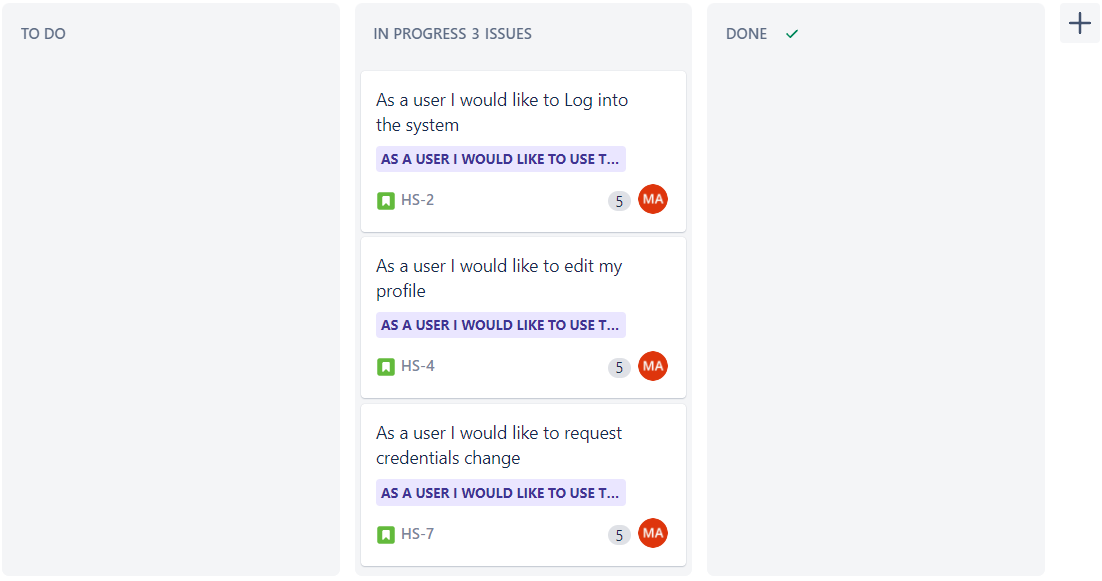 TO DO
IN PROGRESS 3 ISSUES
As a user I would like to Log into
the system
AS A USER I WOULD LIKE TO USE T...
HS-2
5
MA
As a user I would like to edit my
profile
AS A USER I WOULD LIKE TO USE T...
HS-4
5
MA
As a user I would like to request
credentials change
AS A USER I WOULD LIKE TO USE T...
HS-7
5
MA
DONE